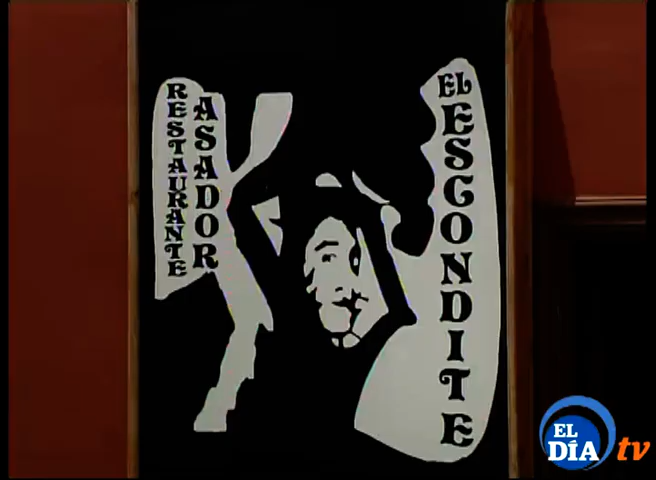 RESTAURANTE
ASADOR
EL ESCONDITE
EL
DÍA tv